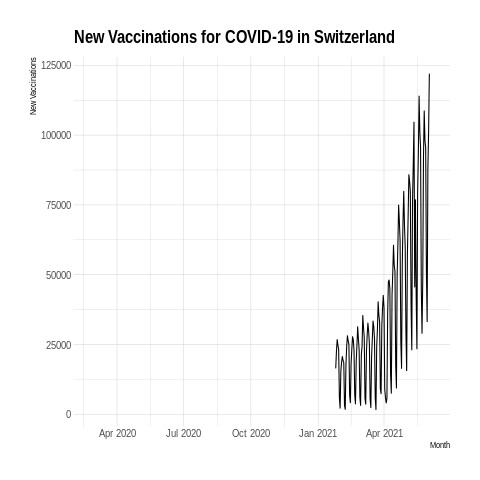 New Vaccinations for COVID-19 in Switzerland
New Vaccinations
125000
100000
75000
50000
25000
0
Apr 2020 Jul 2020 Oct 2020 Jan 2021 Apr 2021
Month